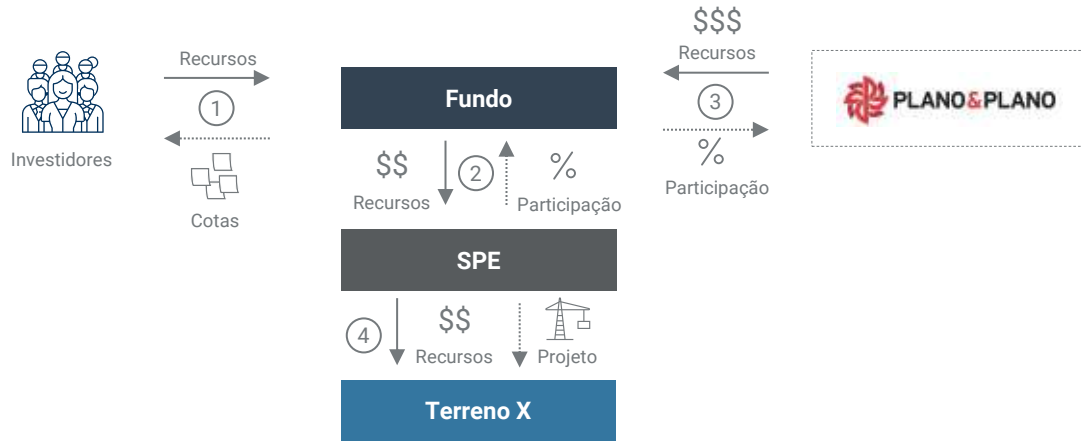 Recursos
1
Investidores
Cotas
Fundo
$$
Recursos
2
%
Participação
$$$
Recursos
3
%
Participação
PLANO&PLANO
SPE
4
$$
Recursos
Projeto
Terreno X